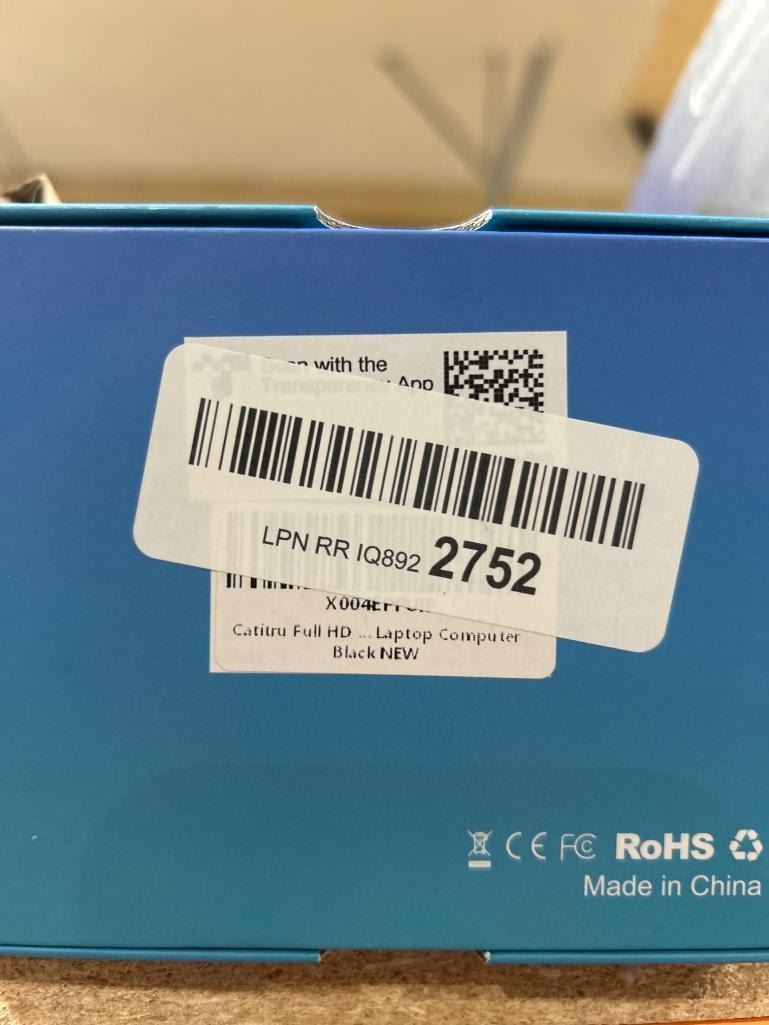 with the
Transparency App
LPN RR IQ892 2752
Catitru Full HD ... Laptop Computer
Black NEW
CE FC RoHS
Made in China